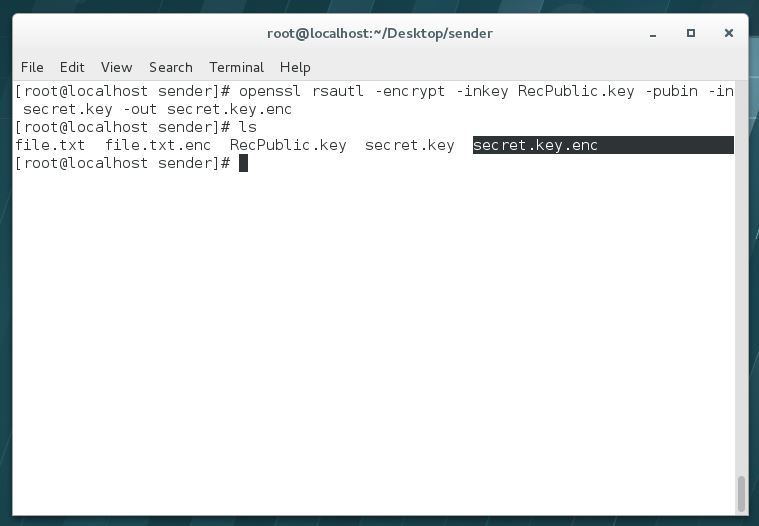 root@localhost:~/Desktop/sender
File Edit View Search Terminal Help
[root@localhost sender]# openssl rsautl -encrypt -inkey RecPublic.key -pubin -in
 secret.key -out secret.key.enc
[root@localhost sender]# ls
file.txt  file.txt.enc  RecPublic.key  secret.key  secret.key.enc
[root@localhost sender]#